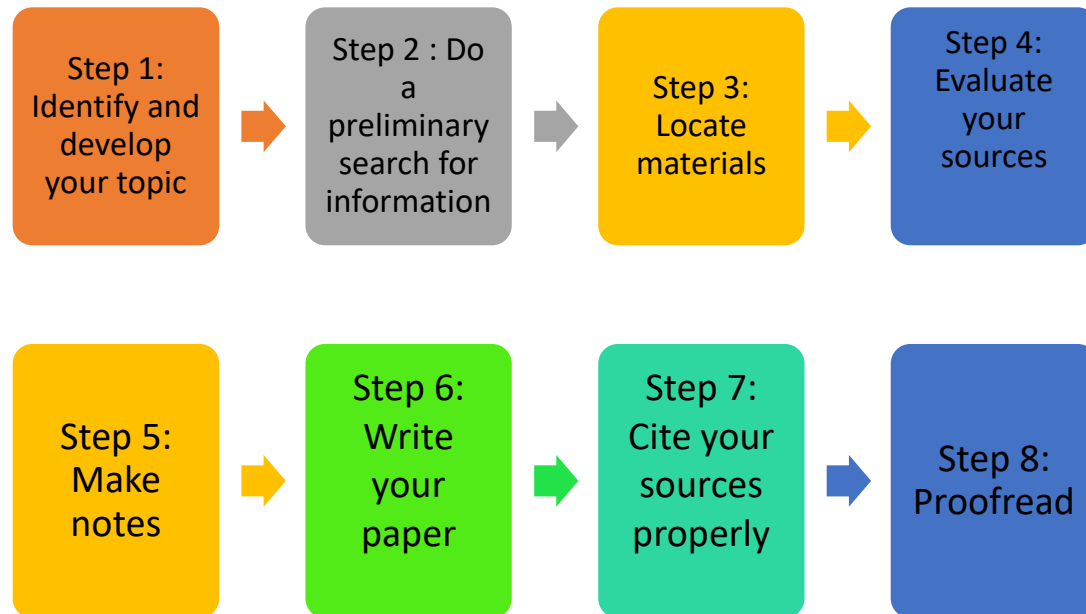 Step 1:
Identify and
develop
your topic
Step 2 : Do
a
preliminary
search for
information
Step 3:
Locate
materials
Step 4:
Evaluate
your
sources
Step 5:
Make
notes
Step 6:
Write
your
paper
Step 7:
Cite your
sources
properly
Step 8:
Proofread